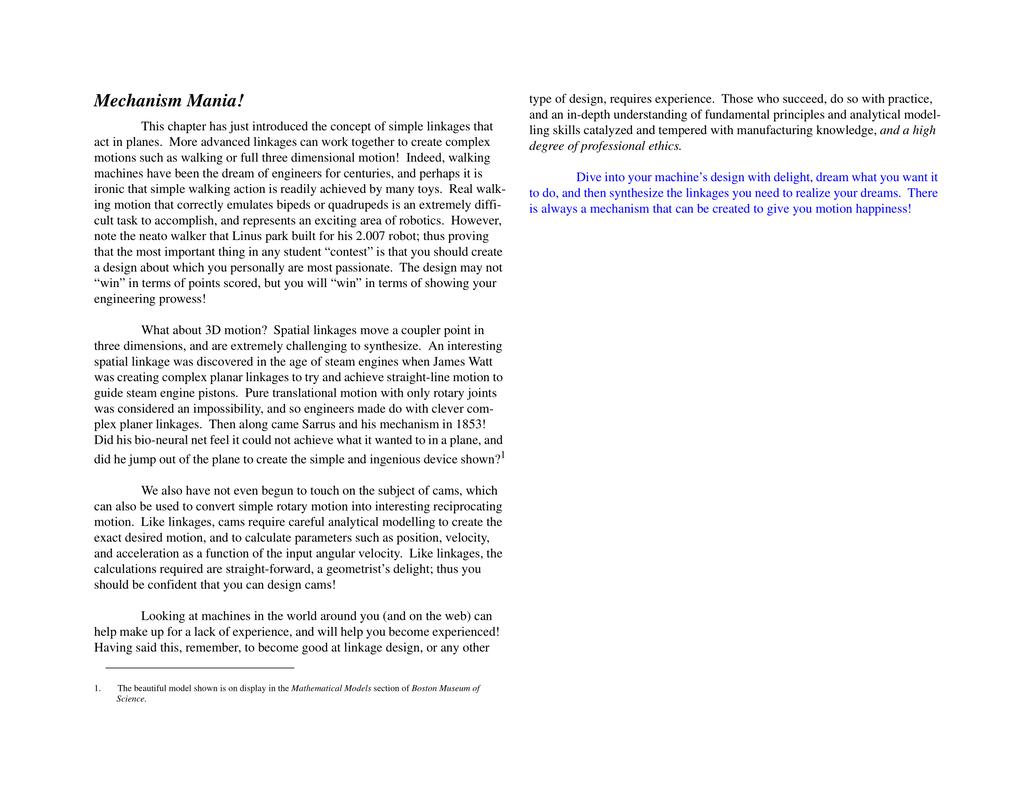 Mechanism Mania!
This chapter has just introduced the concept of simple linkages that
act in planes.  More advanced linkages can work together to create complex
motions such as walking or full three dimensional motion!  Indeed, walking
machines have been the dream of engineers for centuries, and perhaps it is
ironic that simple walking action is readily achieved by many toys.  Real walk-
ing motion that correctly emulates bipeds or quadrupeds is an extremely diffi-
cult task to accomplish, and represents an exciting area of robotics.  However,
note the neato walker that Linus park built for his 2.007 robot; thus proving
that the most important thing in any student “contest” is that you should create
a design about which you personally are most passionate.  The design may not
“win” in terms of points scored, but you will “win” in terms of showing your
engineering prowess!
What about 3D motion?  Spatial linkages move a coupler point in
three dimensions, and are extremely challenging to synthesize.  An interesting
spatial linkage was discovered in the age of steam engines when James Watt
was creating complex planar linkages to try and achieve straight-line motion to
guide steam engine pistons.  Pure translational motion with only rotary joints
was considered an impossibility, and so engineers made do with clever com-
plex planer linkages.  Then along came Sarrus and his mechanism in 1853!
Did his bio-neural net feel it could not achieve what it wanted to in a plane, and
did he jump out of the plane to create the simple and ingenious device shown?1
We also have not even begun to touch on the subject of cams, which
can also be used to convert simple rotary motion into interesting reciprocating
motion.  Like linkages, cams require careful analytical modelling to create the
exact desired motion, and to calculate parameters such as position, velocity,
and acceleration as a function of the input angular velocity.  Like linkages, the
calculations required are straight-forward, a geometrist’s delight; thus you
should be confident that you can design cams!
Looking at machines in the world around you (and on the web) can
help make up for a lack of experience, and will help you become experienced!
Having said this, remember, to become good at linkage design, or any other
1. The beautiful model shown is on display in the Mathematical Models section of Boston Museum of
Science.
type of design, requires experience.  Those who succeed, do so with practice,
and an in-depth understanding of fundamental principles and analytical model-
ling skills catalyzed and tempered with manufacturing knowledge, and a high
degree of professional ethics.
Dive into your machine’s design with delight, dream what you want it
to do, and then synthesize the linkages you need to realize your dreams.  There
is always a mechanism that can be created to give you motion happiness!